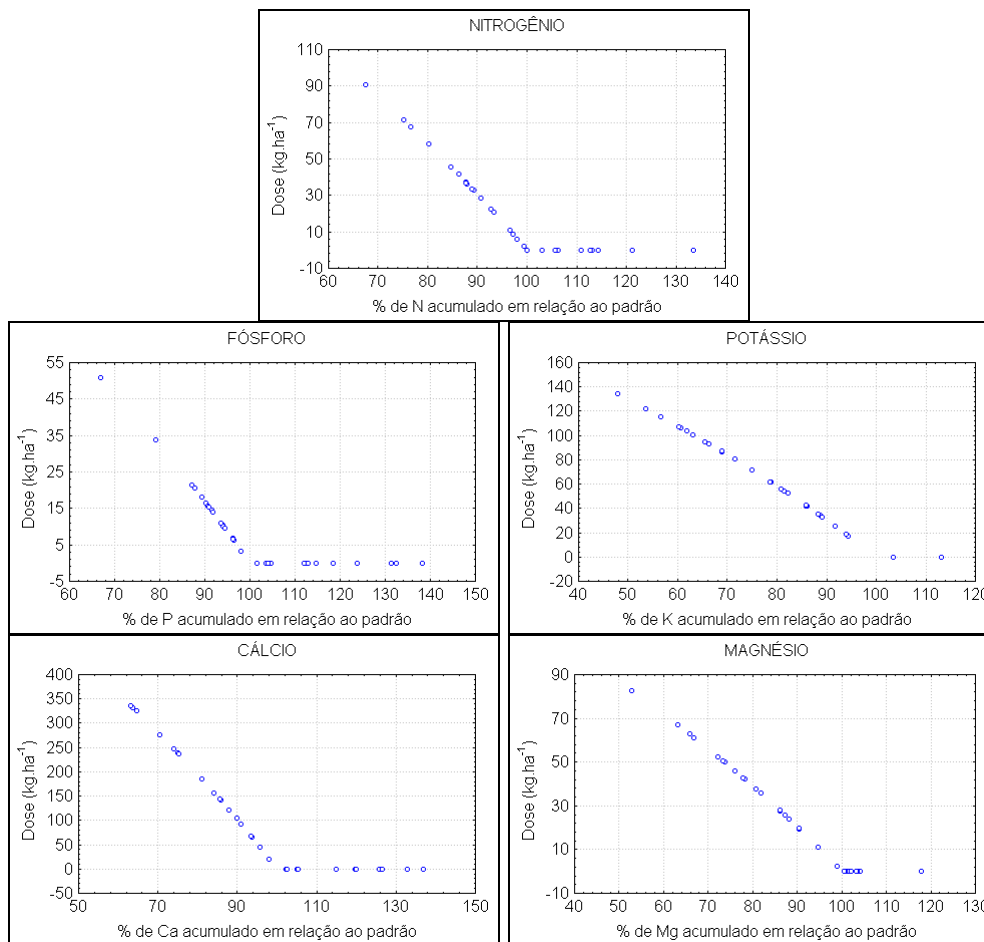 NITROGÊNIO
Dose (kg.ha-1)
110
90
70
50
30
10
-10
60 70 80 90 100 110 120 130 140
% de N acumulado em relação ao padrão
FÓSFORO
Dose (kg.ha-1)
55
45
35
25
15
5
-5
60 70 80 90 100 110 120 130 140 150
% de P acumulado em relação ao padrão
POTÁSSIO
Dose (kg.ha-1)
160
140
120
100
80
60
40
20
0
-20
40 50 60 70 80 90 100 110 120
% de K acumulado em relação ao padrão
CÁLCIO
Dose (kg.ha-1)
400
350
300
250
200
150
100
50
0
-50
50 70 90 110 130 150
% de Ca acumulado em relação ao padrão
MAGNÉSIO
Dose (kg.ha-1)
90
70
50
30
10
-10
40 50 60 70 80 90 100 110 120 130
% de Mg acumulado em relação ao padrão